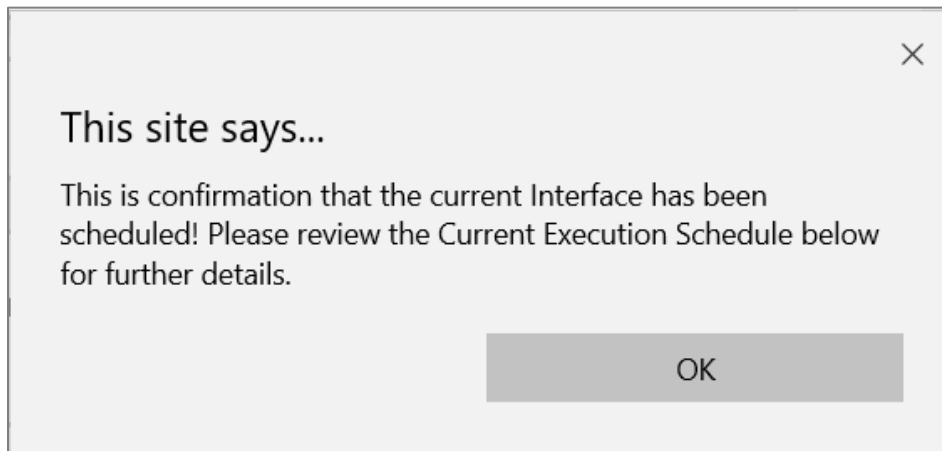 This site says...
This is confirmation that the current Interface has been
scheduled! Please review the Current Execution Schedule below
for further details.
OK